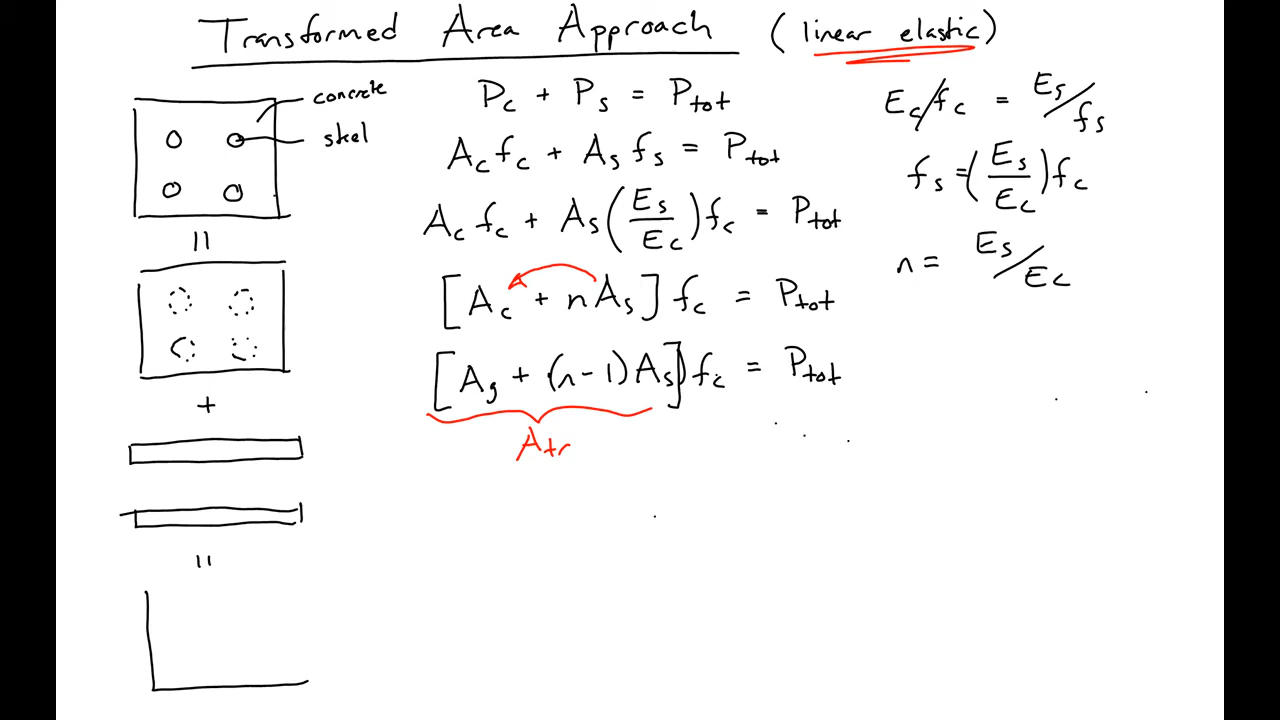 Transformed Area Approach (linear elastic)
concrete
steel
Pc + Ps = Ptot
Ac fc + As fs = Ptot
Ac fc + As (Es/Ec) fc = Ptot
[Ac + nAs] fc = Ptot
[Ag + (n-1)As]) fc = Ptot
Atr
Ec/fc = Es/fs
fs = (Es/Ec) fc
n = Es/Ec
=
+
=